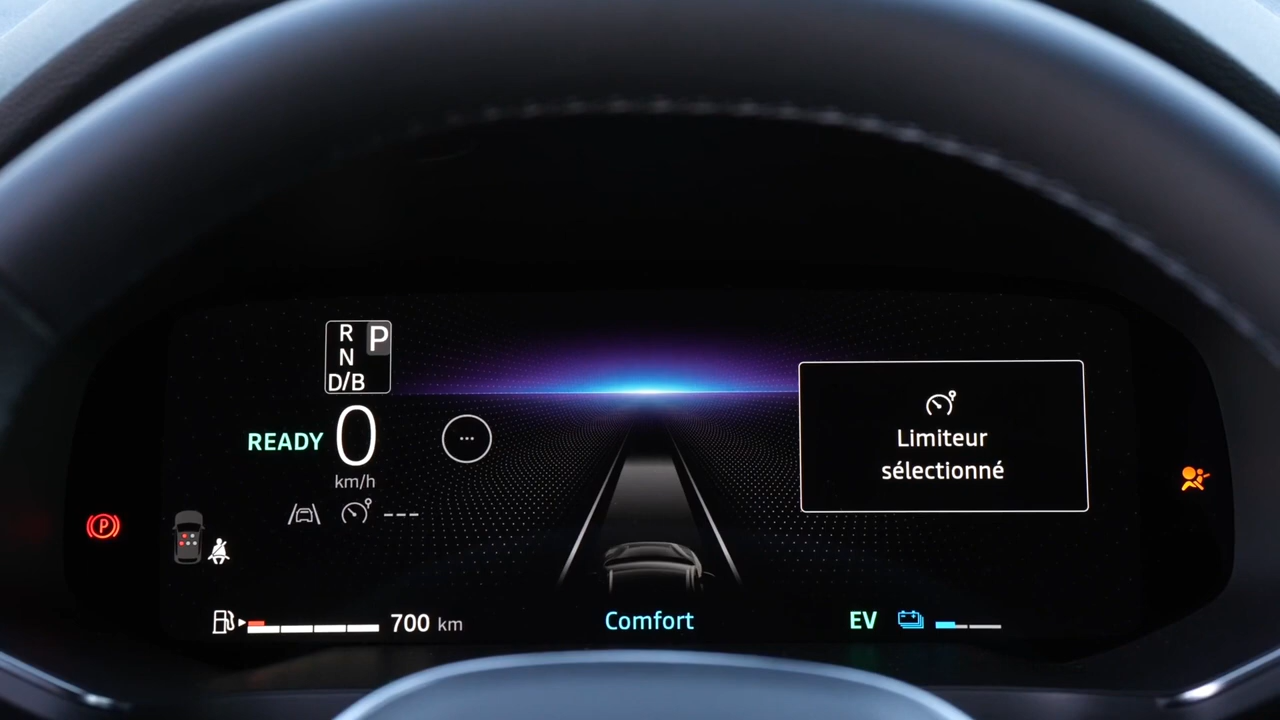 R P
N
D/B
READY 0
km/h
---
Limiteur
sélectionné
P
700 km
Comfort
EV